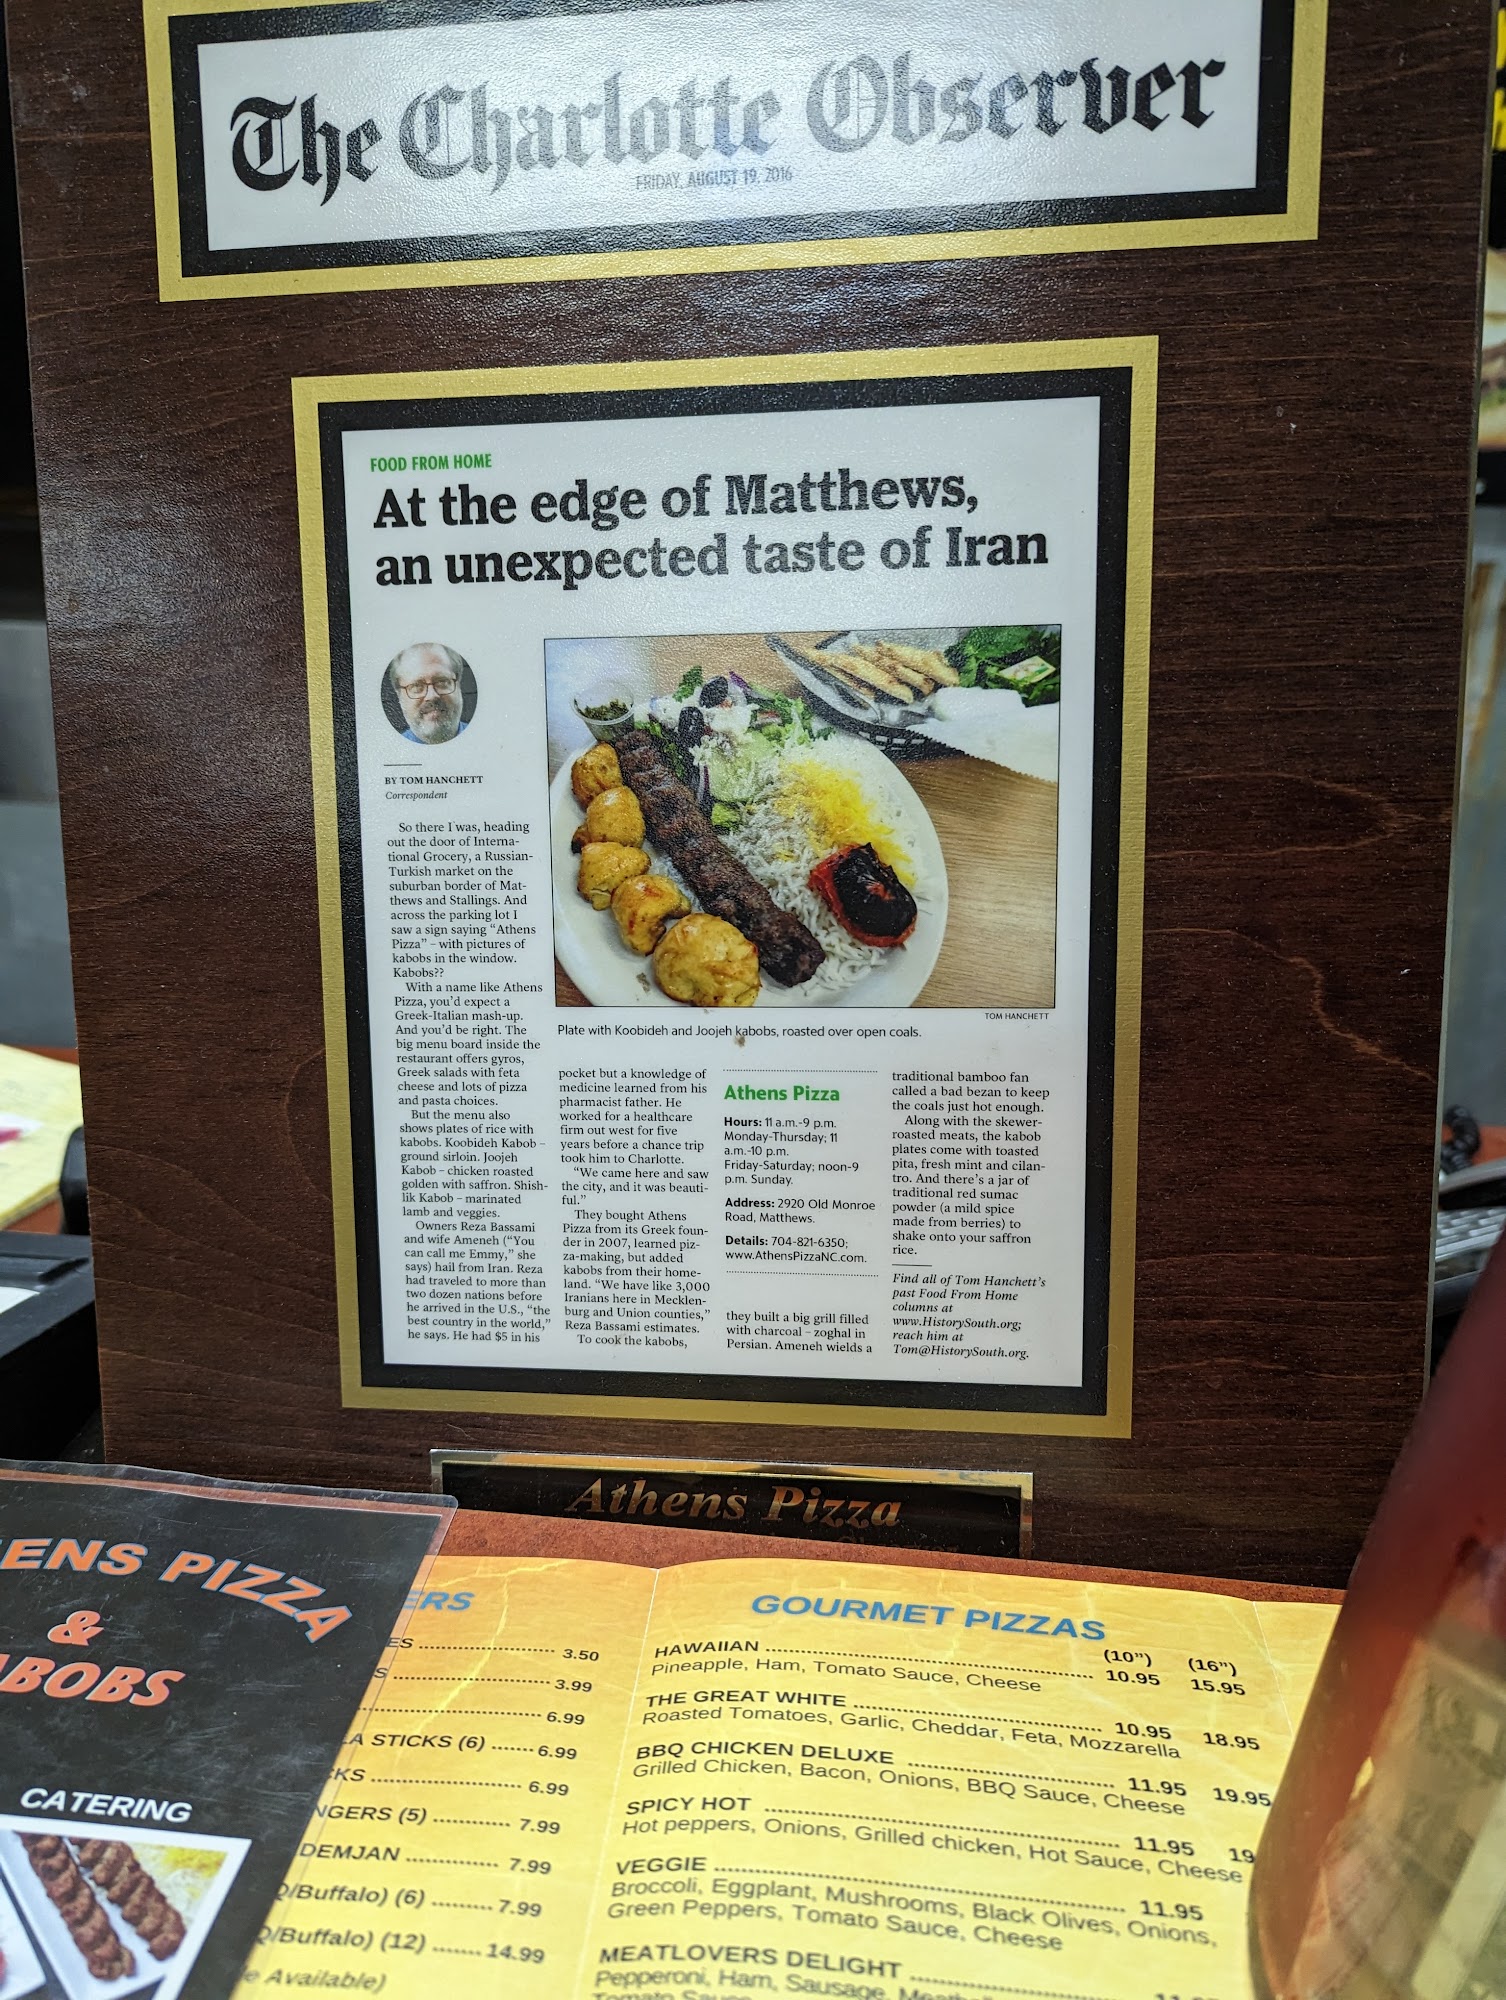 The Charlotte Observer
FRIDAY, AUGUST 19, 2016
FOOD FROM HOME
At the edge of Matthews,
an unexpected taste of Iran
BY TOM HANCHETT
Correspondent
So there I was, heading
out the door of Interna-
tional Grocery, a Russian-
Turkish market on the
suburban border of Mat-
thews and Stallings. And
across the parking lot I
saw a sign saying “Athens
Pizza” – with pictures of
kabobs in the window.
Kabobs??
With a name like Athens
Pizza, you’d expect a
Greek-Italian mash-up.
And you’d be right. The
big menu board inside the
restaurant offers gyros,
Greek salads with feta
cheese and lots of pizza
and pasta choices.
But the menu also
shows plates of rice with
kabobs. Koobideh Kabob –
ground sirloin. Joojeh
Kabob – chicken roasted
golden with saffron. Shish-
lik Kabob – marinated
lamb and veggies.
Owners Reza Bassami
and wife Ameneh (“You
can call me Emmy,” she
says) hail from Iran. Reza
had traveled to more than
two dozen nations before
he arrived in the U.S., “the
best country in the world,”
he says. He had $5 in his
TOM HANCHETT
Plate with Koobideh and Joojeh kabobs, roasted over open coals.
pocket but a knowledge of
medicine learned from his
pharmacist father. He
worked for a healthcare
firm out west for five
years before a chance trip
took him to Charlotte.
“We came here and saw
the city, and it was beauti-
ful.”
They bought Athens
Pizza from its Greek foun-
der in 2007, learned piz-
za-making, but added
kabobs from their home-
land. “We have like 3,000
Iranians here in Mecklen-
burg and Union counties,”
Reza Bassami estimates.
To cook the kabobs,
Athens Pizza
Hours: 11 a.m.-9 p.m.
Monday-Thursday; 11
a.m.-10 p.m.
Friday-Saturday; noon-9
p.m. Sunday.
Address: 2920 Old Monroe
Road, Matthews.
Details: 704-821-6350;
www.AthensPizzaNC.com.
they built a big grill filled
with charcoal – zoghal in
Persian. Ameneh wields a
traditional bamboo fan
called a bad bezan to keep
the coals just hot enough.
Along with the skewer-
roasted meats, the kabob
plates come with toasted
pita, fresh mint and cilan-
tro. And there’s a jar of
traditional red sumac
powder (a mild spice
made from berries) to
shake onto your saffron
rice.
Find all of Tom Hanchett’s
past Food From Home
columns at
www.HistorySouth.org;
reach him at
Tom@HistorySouth.org.
Athens Pizza
ENS PIZZA
&
ABOBS
CATERING
ERS
ES .......... 3.50
S .......... 3.99
.......... 6.99
LA STICKS (6) ....... 6.99
CKS .......... 6.99
NGERS (5) .......... 7.99
DEMJAN .......... 7.99
Q/Buffalo) (6) ......... 7.99
Q/Buffalo) (12) ....... 14.99
le Available)
GOURMET PIZZAS
(10”) (16”)
HAWAIIAN .......... 10.95 15.95
Pineapple, Ham, Tomato Sauce, Cheese
THE GREAT WHITE .......... 10.95 18.95
Roasted Tomatoes, Garlic, Cheddar, Feta, Mozzarella
BBQ CHICKEN DELUXE .......... 11.95 19.95
Grilled Chicken, Bacon, Onions, BBQ Sauce, Cheese
SPICY HOT .......... 11.95 19
Hot peppers, Onions, Grilled chicken, Hot Sauce, Cheese
VEGGIE .......... 11.95
Broccoli, Eggplant, Mushrooms, Black Olives, Onions,
Green Peppers, Tomato Sauce, Cheese
MEATLOVERS DELIGHT ..........
Pepperoni, Ham, Sausage,
Tomato Sauce